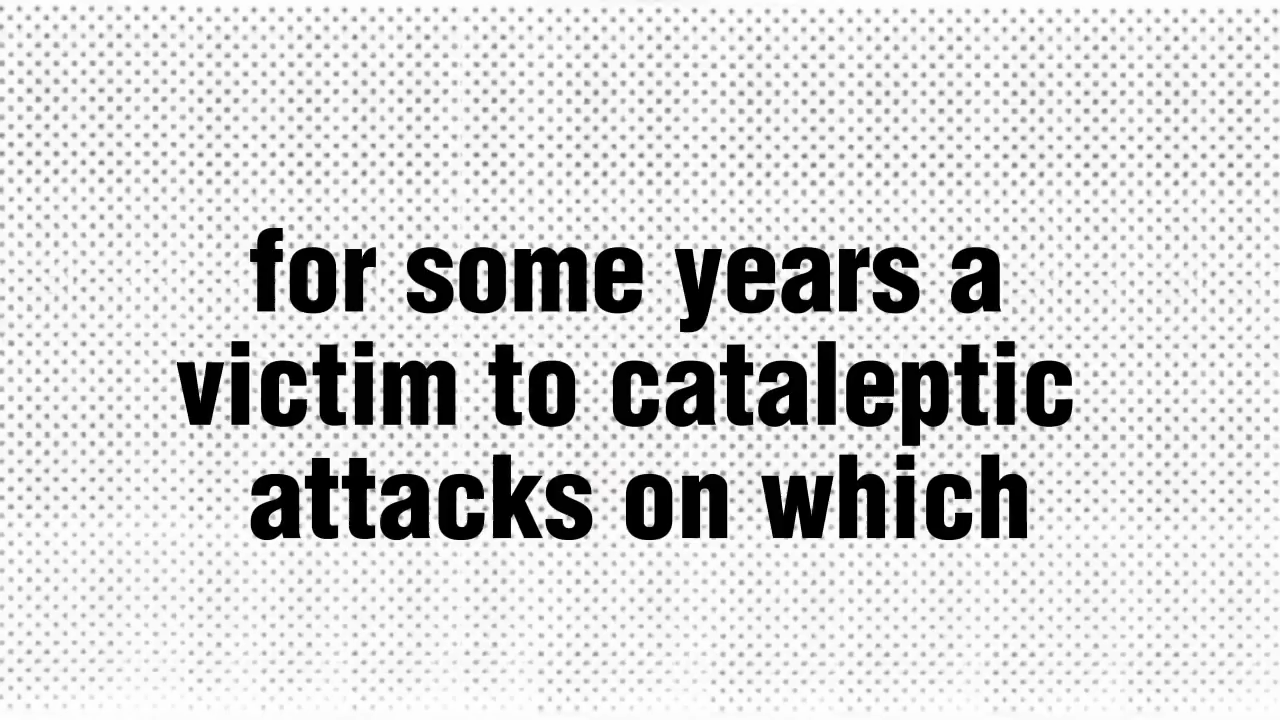 for some years a
victim to cataleptic
attacks on which